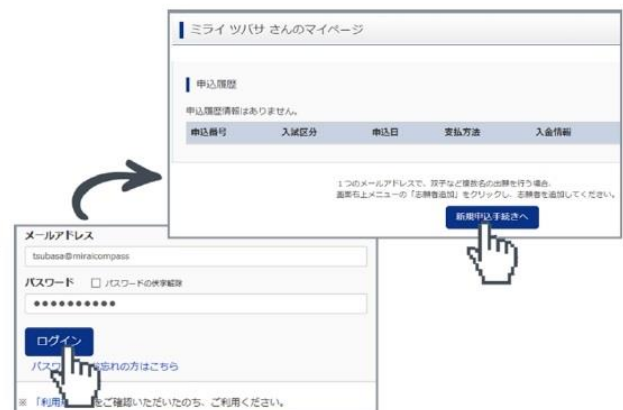 ミライ ツバサ さんのマイページ
申込履歴
申込履歴情報はありません。
申込番号 入試区分 申込日 支払方法 入金情報
1つのメールアドレスで、双子など複数名の出願を行う場合、
画面右上メニューの「志願者追加」をクリックし、志願者を追加してください。
新規申込手続きへ
メールアドレス
tsubasa@miraicompass
パスワード □ パスワードの伏字解除
●●●●●●●●●●
ログイン
パスワ お忘れの方はこちら
※ 「利用 をご確認いただいたのち、ご利用ください。